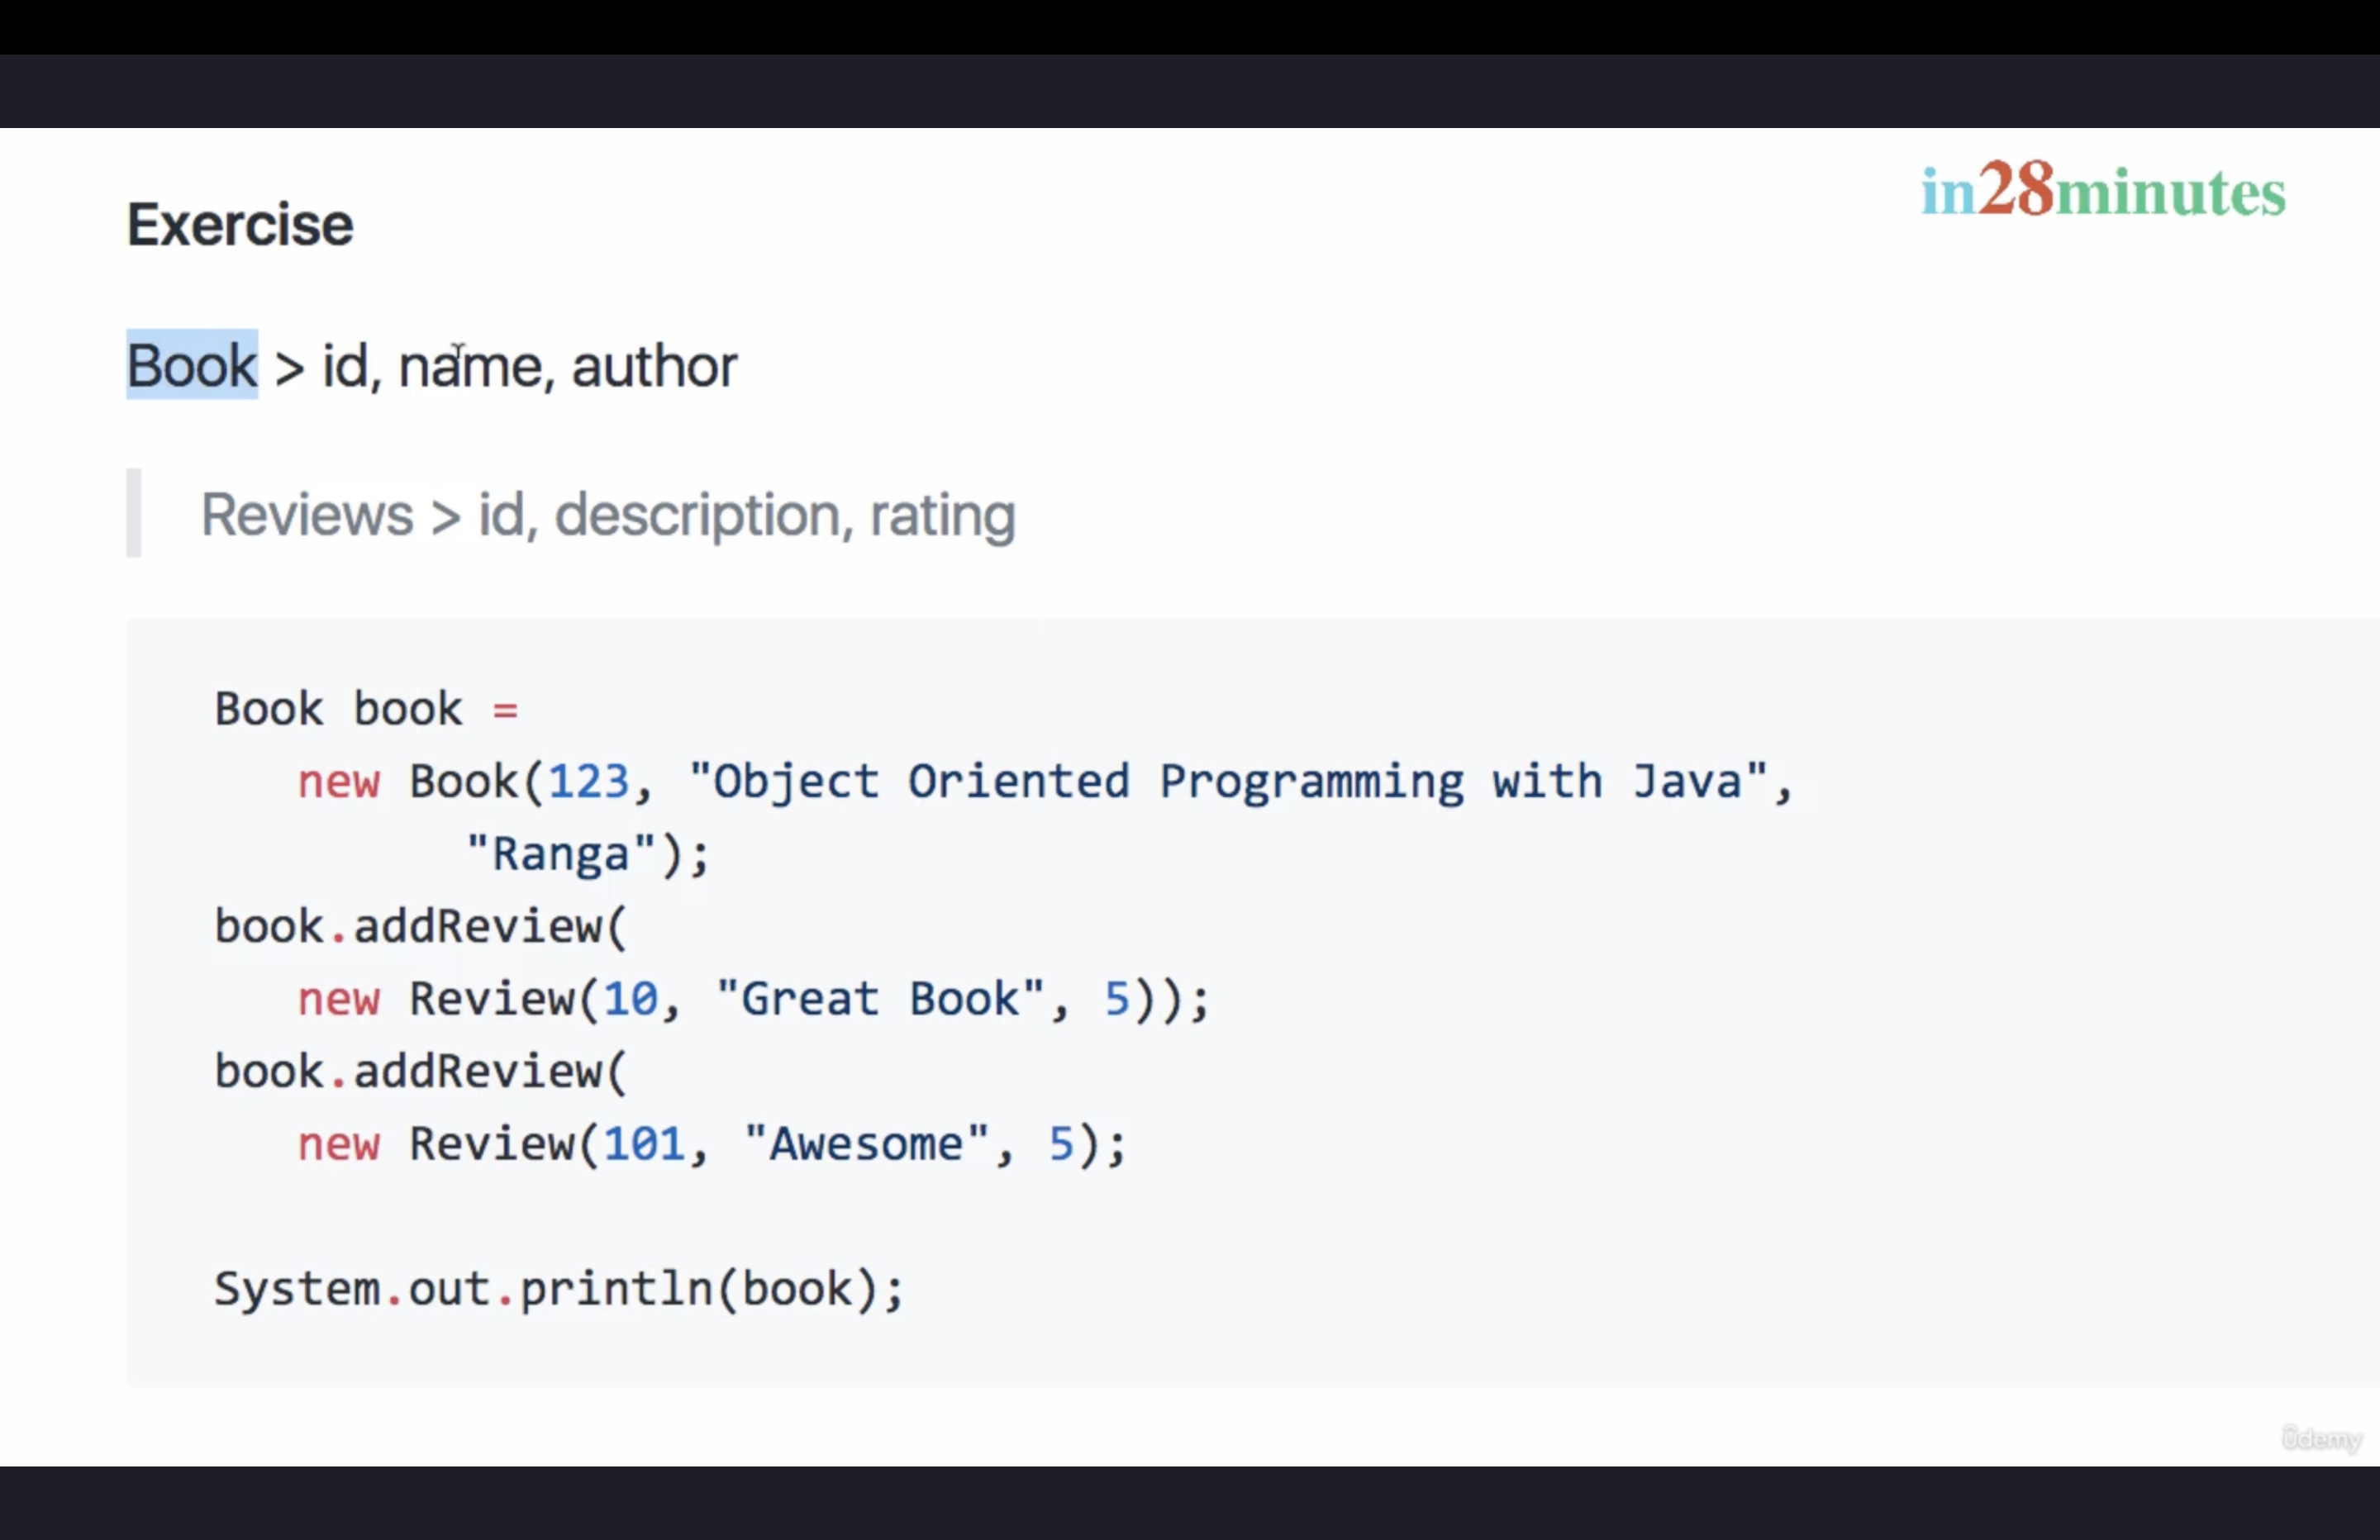 in28minutes
Exercise
Book > id, name, author
Reviews > id, description, rating
Book book =
new Book(123, "Object Oriented Programming with Java",
"Ranga");
book.addReview(
new Review(10, "Great Book", 5));
book.addReview(
new Review(101, "Awesome", 5);
System.out.println(book);
ûdemy